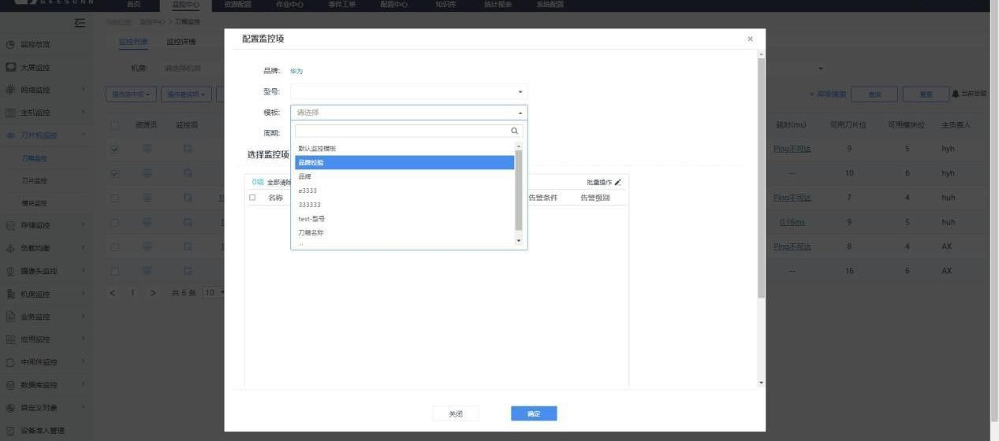 GEESUNN
首页 监控中心 资源配置 作业中心 事件工单 配置中心 知识库 统计报表 系统配置
当前位置: 监控中心 > 刀箱监控
监控总览
大屏监控
网络监控
主机监控
刀片机监控
刀箱监控
刀片监控
模块监控
存储监控
负载均衡
摄像头监控
机房监控
业务监控
应用监控
中间件监控
数据库监控
自定义对象
设备准入管理
监控列表 监控详情
机房: 请选择机房
操作选中项 操作查询项
高级搜索 查询 重置 当前告警
资源页 监控项
延时(ms) 可用刀片位 可用模块位 主负责人
Ping不可达 9 5 hyh
-- 10 6 hyh
Ping不可达 7 4 huh
0.16ms 9 5 huh
Ping不可达 8 4 AX
-- 16 6 AX
< 1 > 共 6 条 10
配置监控项 ×
品牌: 华为
型号:
模板: 请选择
周期:
默认监控模板
品牌校验
品牌
e3333
333333
test-型号
刀箱名称
选择监控项
0项 全部清除
批量操作
名称 告警条件 告警级别
关闭 确定